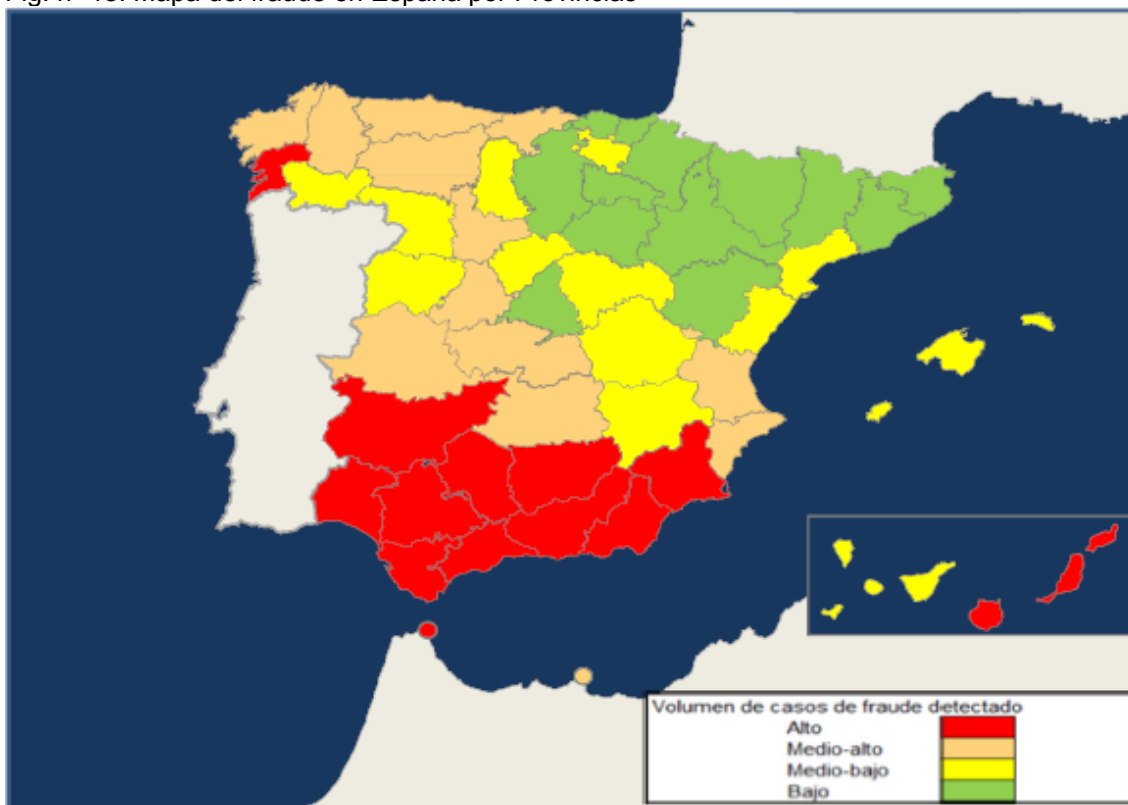 Volumen de casos de fraude detectado
Alto
Medio-alto
Medio-bajo
Bajo